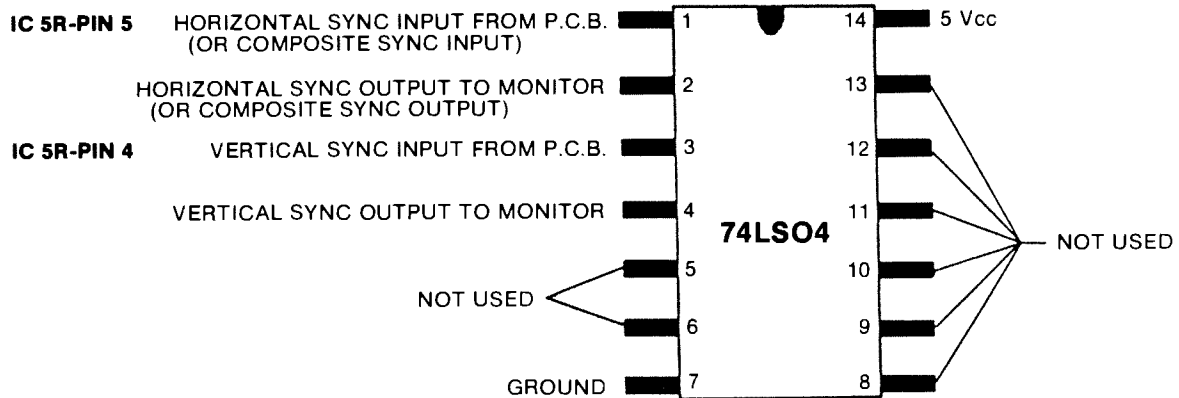 IC 5R-PIN 5 HORIZONTAL SYNC INPUT FROM P.C.B. 1 14 5 Vcc
(OR COMPOSITE SYNC INPUT)
HORIZONTAL SYNC OUTPUT TO MONITOR 2 13
(OR COMPOSITE SYNC OUTPUT)
IC 5R-PIN 4 VERTICAL SYNC INPUT FROM P.C.B. 3 12
VERTICAL SYNC OUTPUT TO MONITOR 4 11
74LSO4
NOT USED
5 10
NOT USED
6 9
GROUND 7 8